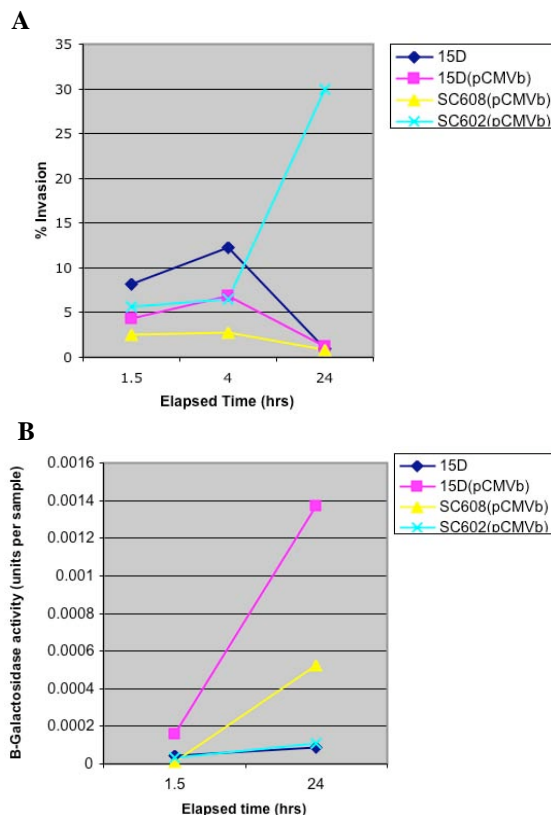 A
35
30
25
20
15
10
5
0
% Invasion
1.5
4
24
Elapsed Time (hrs)
15D
15D(pCMVb)
SC608(pCMVb)
SC602(pCMVb)
B
0.0016
0.0014
0.0012
0.001
0.0008
0.0006
0.0004
0.0002
0
B-Galactosidase activity (units per sample)
1.5
24
Elapsed time (hrs)
15D
15D(pCMVb)
SC608(pCMVb)
SC602(pCMVb)